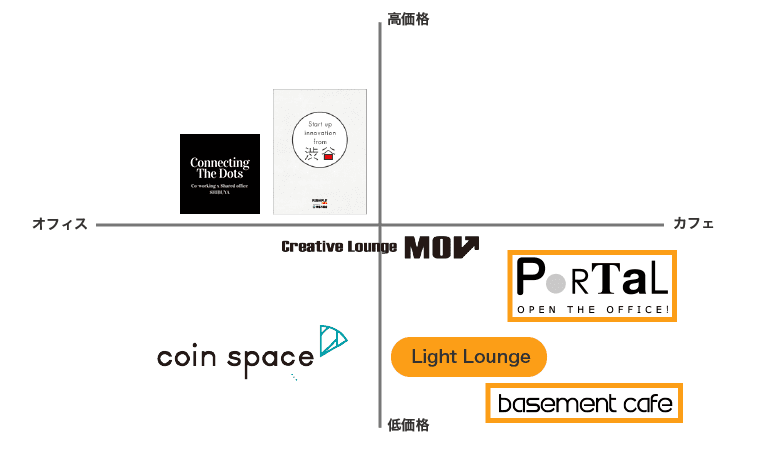 高価格
Start up
innovation
from
渋谷
Connecting
The Dots
Co-working x Shared office
SHIBUYA
オフィス
カフェ
Creative Lounge MOV
PoRTaL
OPEN THE OFFICE!
coin space
Light Lounge
basement cafe
低価格